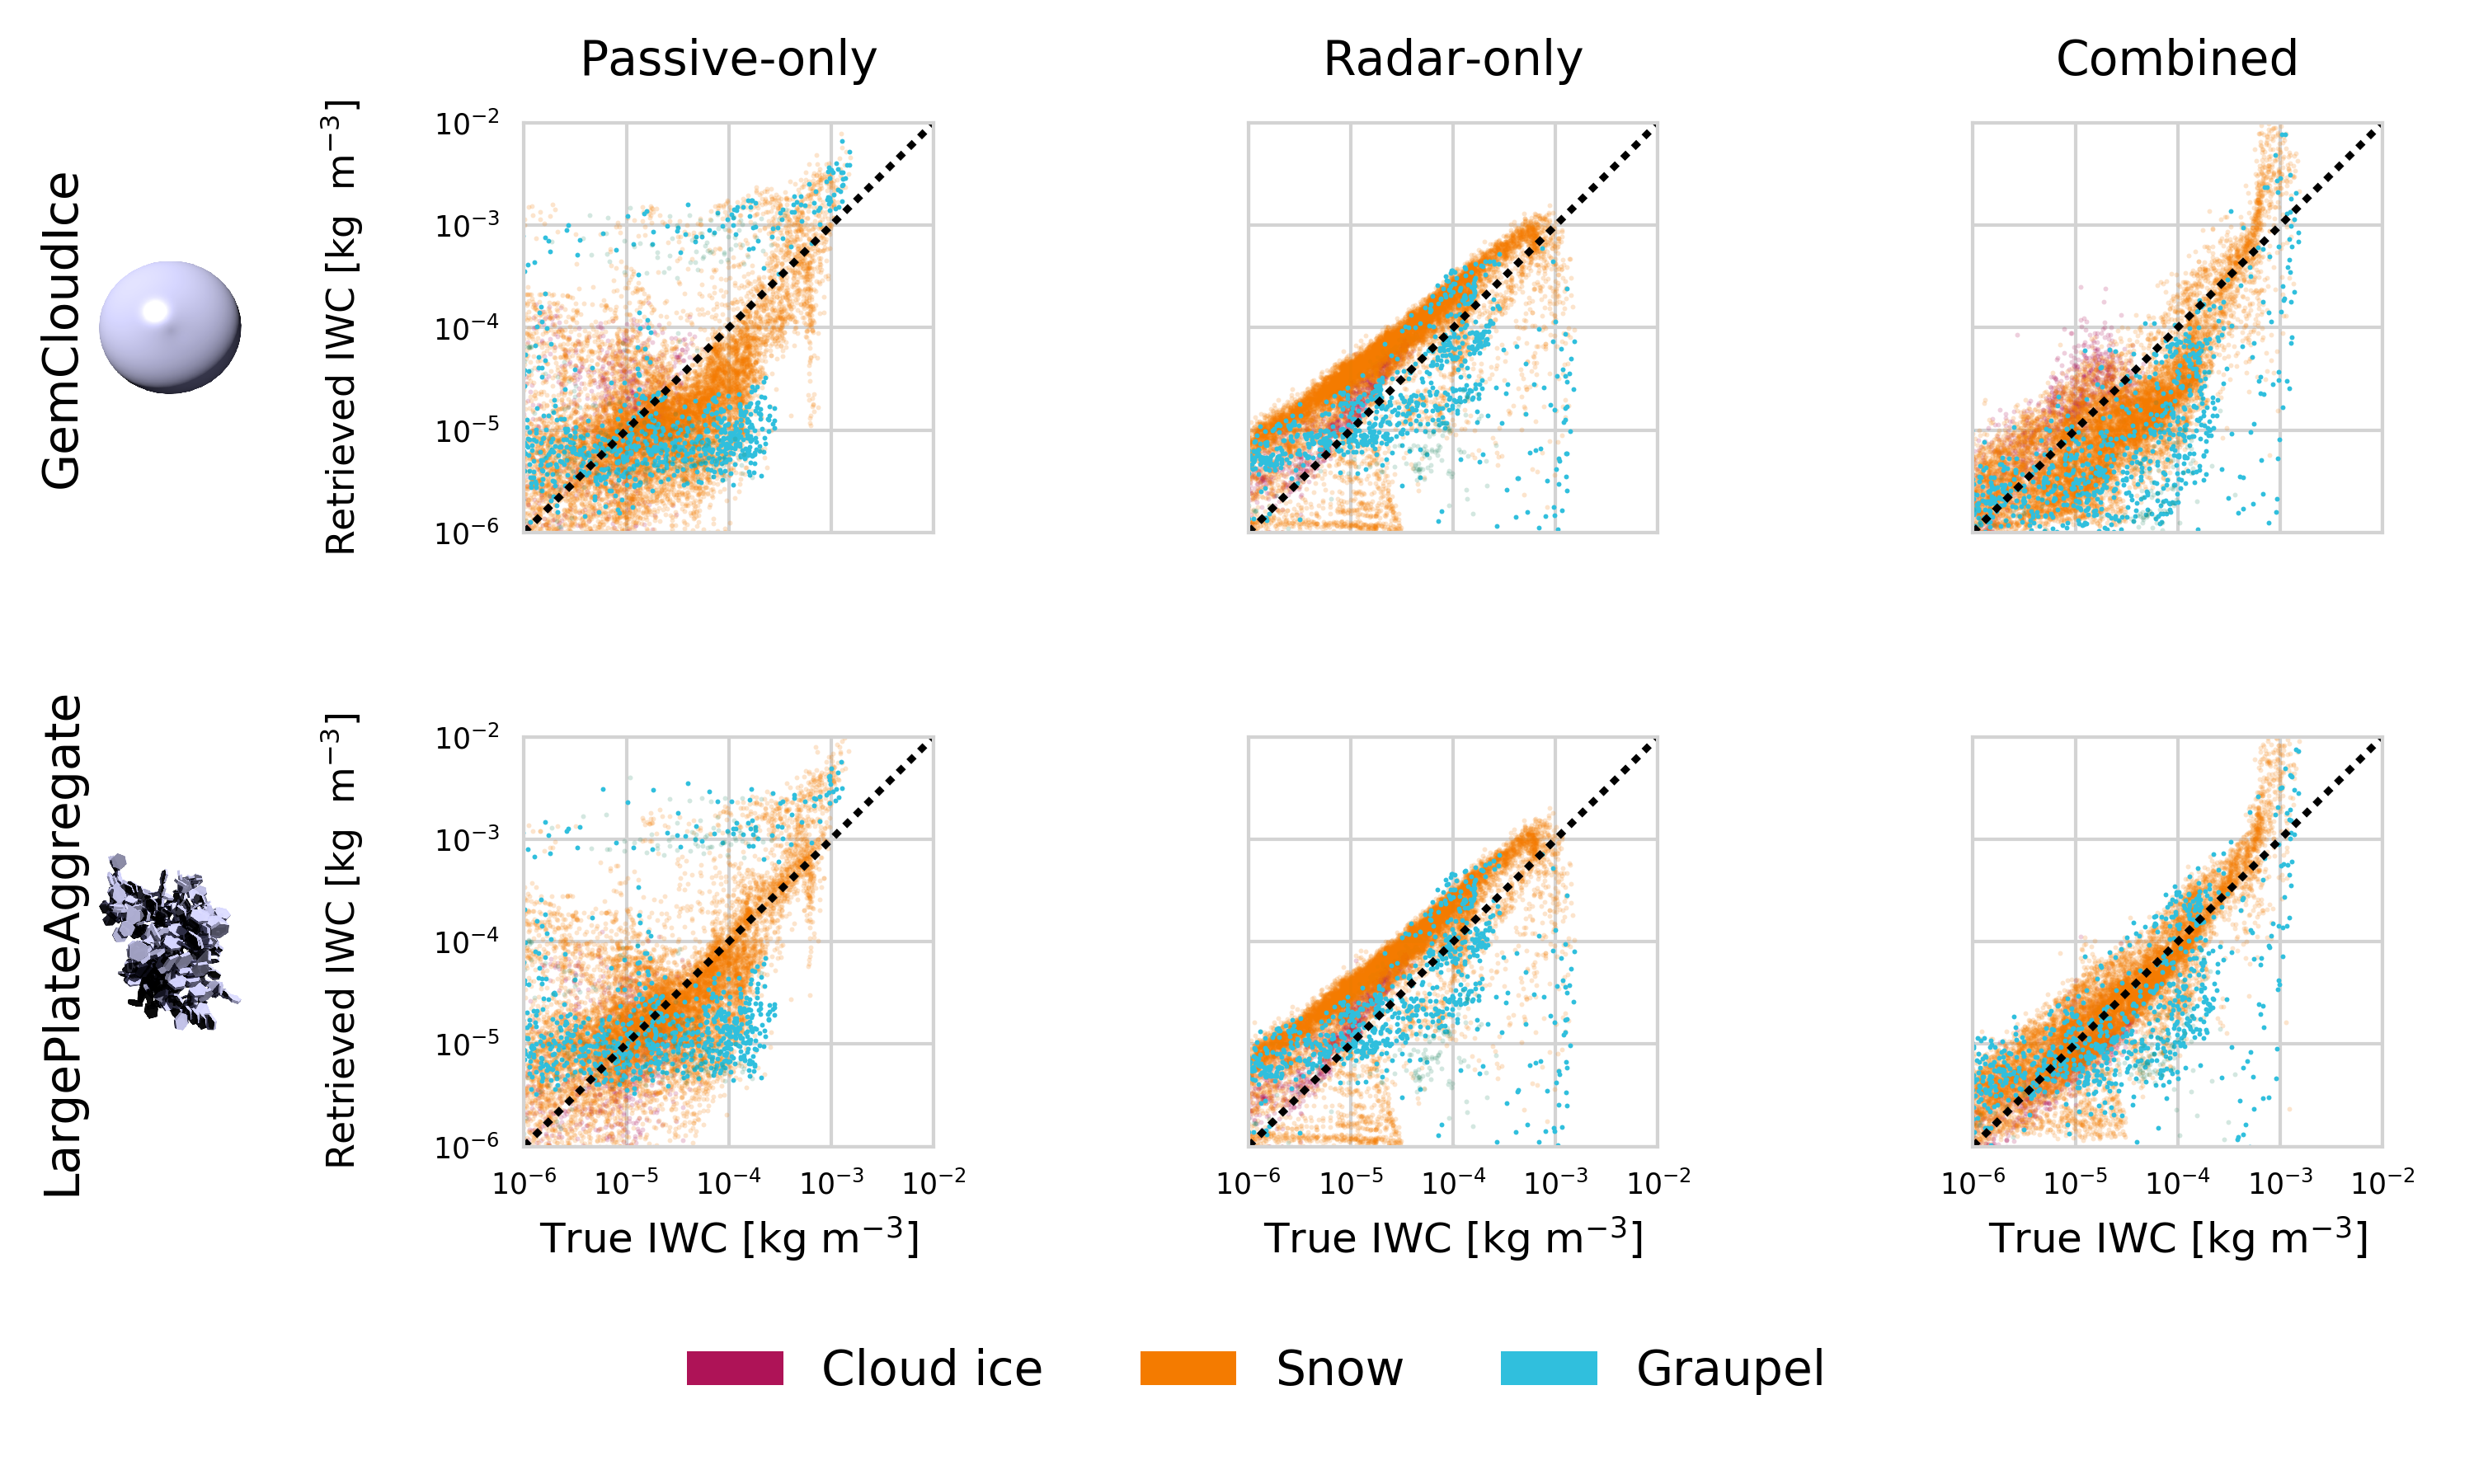 Passive-only Radar-only Combined
GemCloudIce
Retrieved IWC [kg m⁻³]
10⁻²
10⁻³
10⁻⁴
10⁻⁵
10⁻⁶
LargePlateAggregate
Retrieved IWC [kg m⁻³]
10⁻²
10⁻³
10⁻⁴
10⁻⁵
10⁻⁶
10⁻⁶ 10⁻⁵ 10⁻⁴ 10⁻³ 10⁻² 10⁻⁶ 10⁻⁵ 10⁻⁴ 10⁻³ 10⁻² 10⁻⁶ 10⁻⁵ 10⁻⁴ 10⁻³ 10⁻²
True IWC [kg m⁻³] True IWC [kg m⁻³] True IWC [kg m⁻³]
Cloud ice Snow Graupel